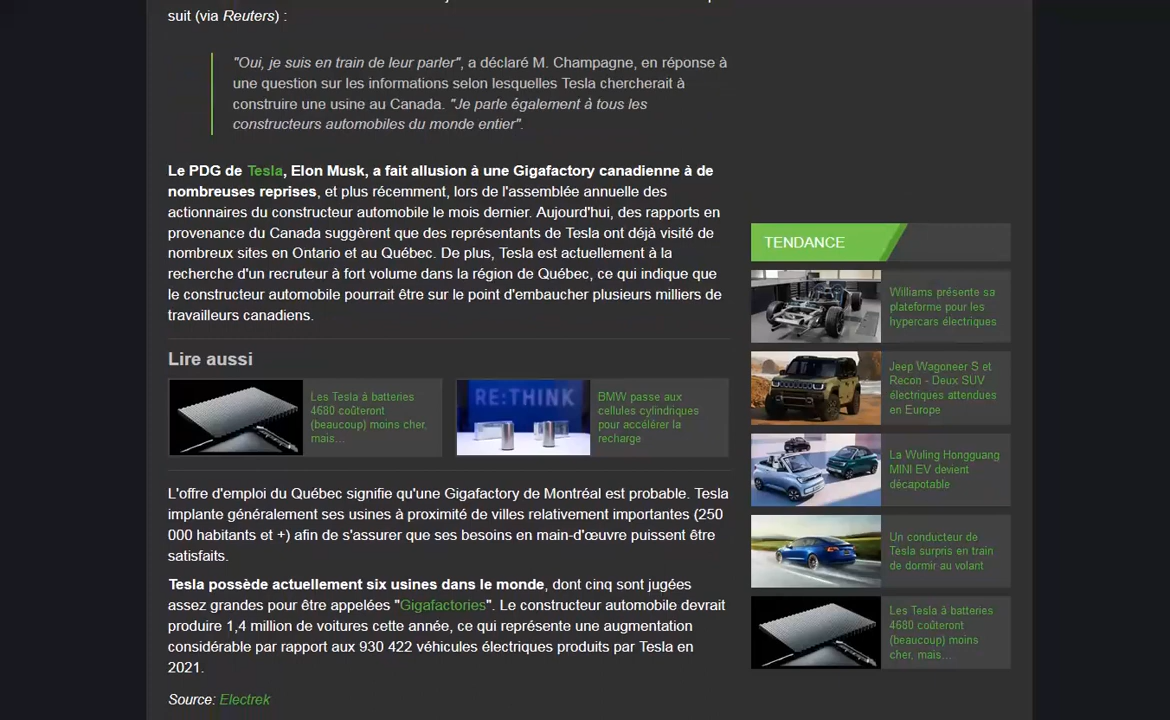 suit (via Reuters) :
"Oui, je suis en train de leur parler", a déclaré M. Champagne, en réponse à
une question sur les informations selon lesquelles Tesla chercherait à
construire une usine au Canada. "Je parle également à tous les
constructeurs automobiles du monde entier".
Le PDG de Tesla, Elon Musk, a fait allusion à une Gigafactory canadienne à de
nombreuses reprises, et plus récemment, lors de l'assemblée annuelle des
actionnaires du constructeur automobile le mois dernier. Aujourd'hui, des rapports en
provenance du Canada suggèrent que des représentants de Tesla ont déjà visité de
nombreux sites en Ontario et au Québec. De plus, Tesla est actuellement à la
recherche d'un recruteur à fort volume dans la région de Québec, ce qui indique que
le constructeur automobile pourrait être sur le point d'embaucher plusieurs milliers de
travailleurs canadiens.
Lire aussi
Les Tesla à batteries
4680 coûteront
(beaucoup) moins cher,
mais...
RE:THINK
BMW passe aux
cellules cylindriques
pour accélérer la
recharge
L'offre d'emploi du Québec signifie qu'une Gigafactory de Montréal est probable. Tesla
implante généralement ses usines à proximité de villes relativement importantes (250
000 habitants et +) afin de s'assurer que ses besoins en main-d'œuvre puissent être
satisfaits.
Tesla possède actuellement six usines dans le monde, dont cinq sont jugées
assez grandes pour être appelées "Gigafactories". Le constructeur automobile devrait
produire 1,4 million de voitures cette année, ce qui représente une augmentation
considérable par rapport aux 930 422 véhicules électriques produits par Tesla en
2021.
Source: Electrek
TENDANCE
Williams présente sa
plateforme pour les
hypercars électriques
Jeep Wagoneer S et
Recon - Deux SUV
électriques attendues
en Europe
La Wuling Hongguang
MINI EV devient
décapotable
Un conducteur de
Tesla surpris en train
de dormir au volant
Les Tesla à batteries
4680 coûteront
(beaucoup) moins
cher, mais...